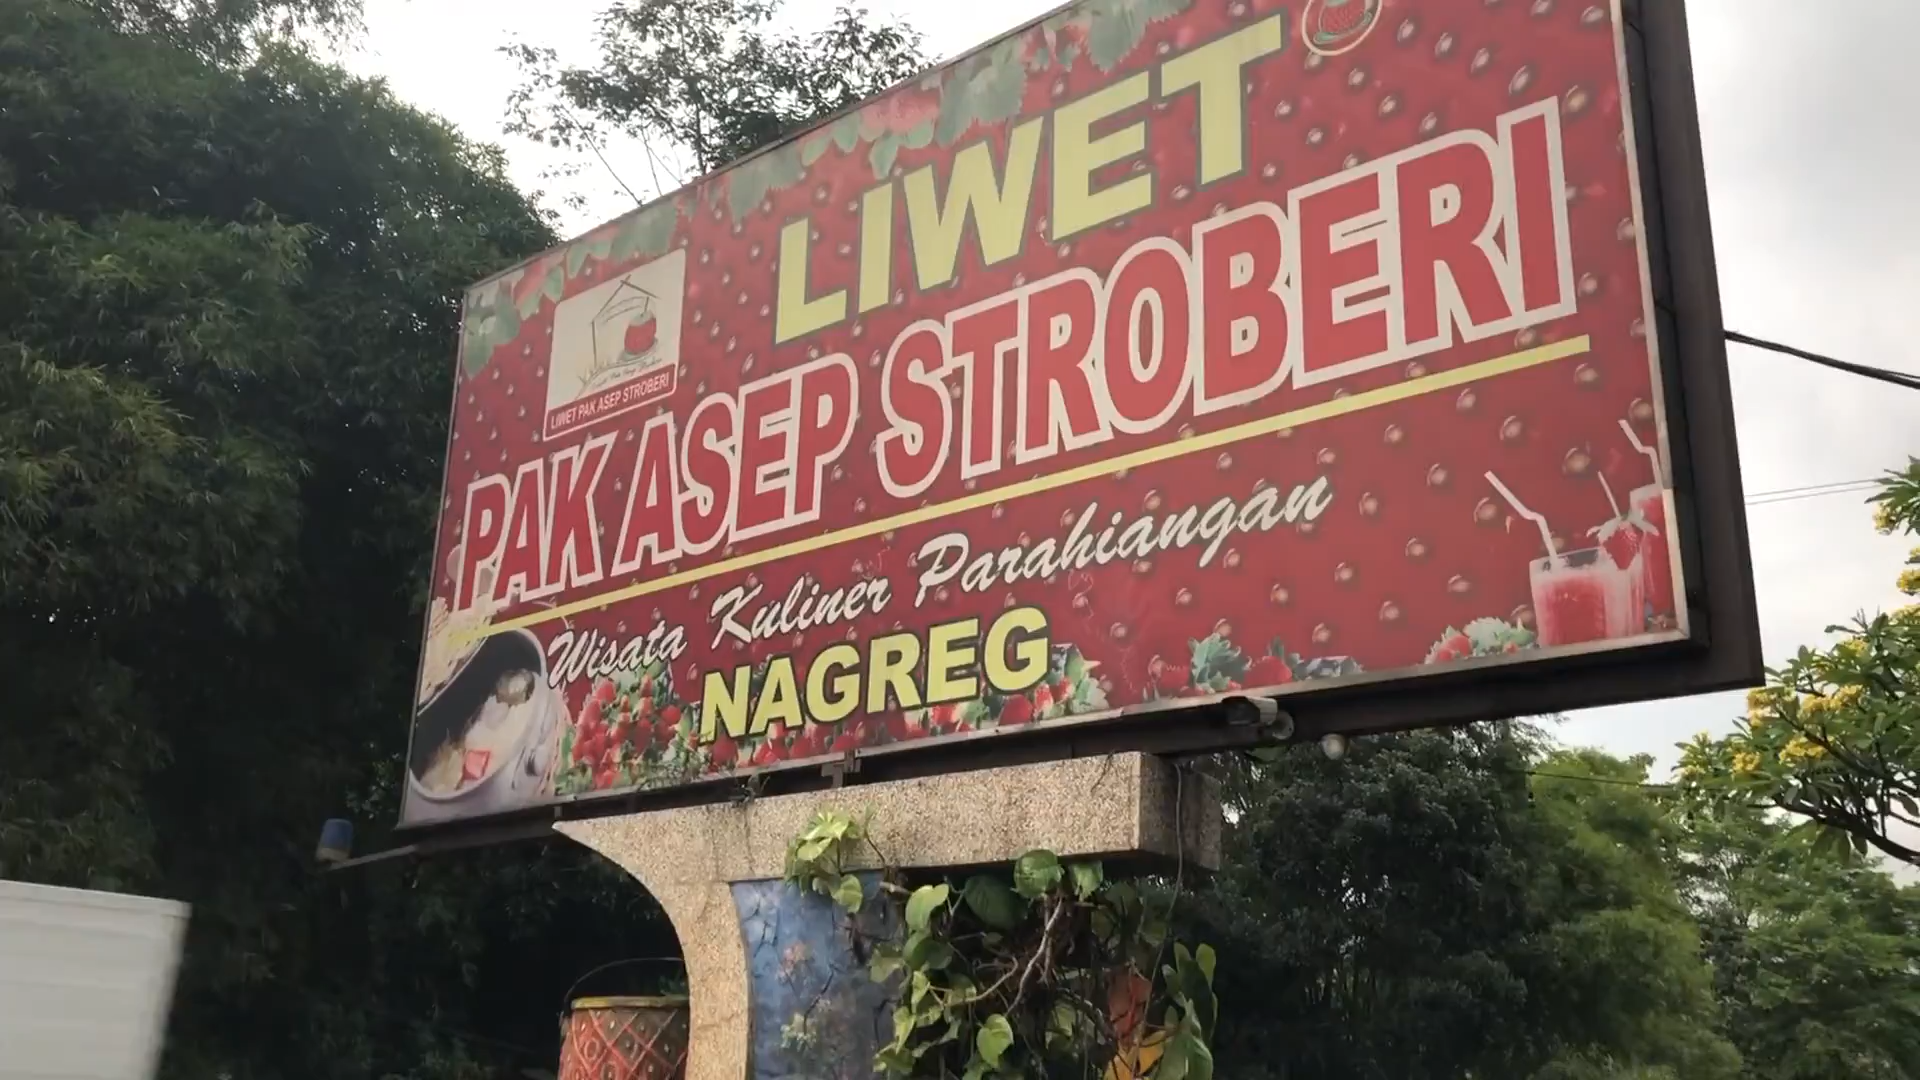 LIWET
LIWET PAK ASEP STROBERI
PAK ASEP STROBERI
Wisata Kuliner Parahiangan
NAGREG